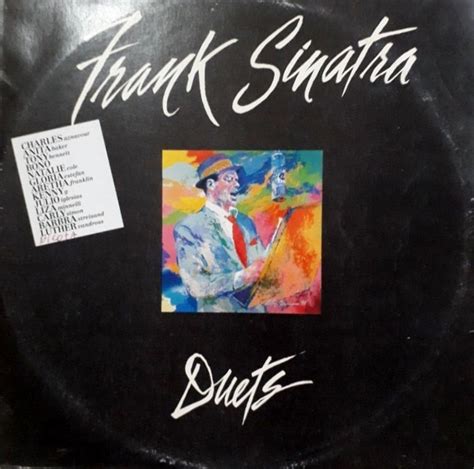 Frank Sinatra
CHARLES aznavour
ANITA baker
TONY bennett
BONO
NATALIE cole
GLORIA estefan
ARETHA franklin
KENNY g
JULIO iglesias
LIZA minnelli
CARLY simon
BARBRA streisand
LUTHER vandross
Duets